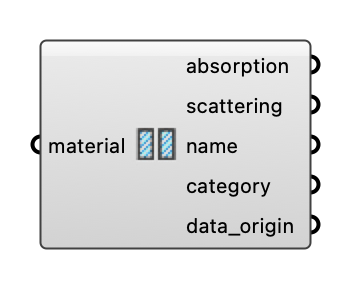 absorption
scattering
material
name
category
data_origin